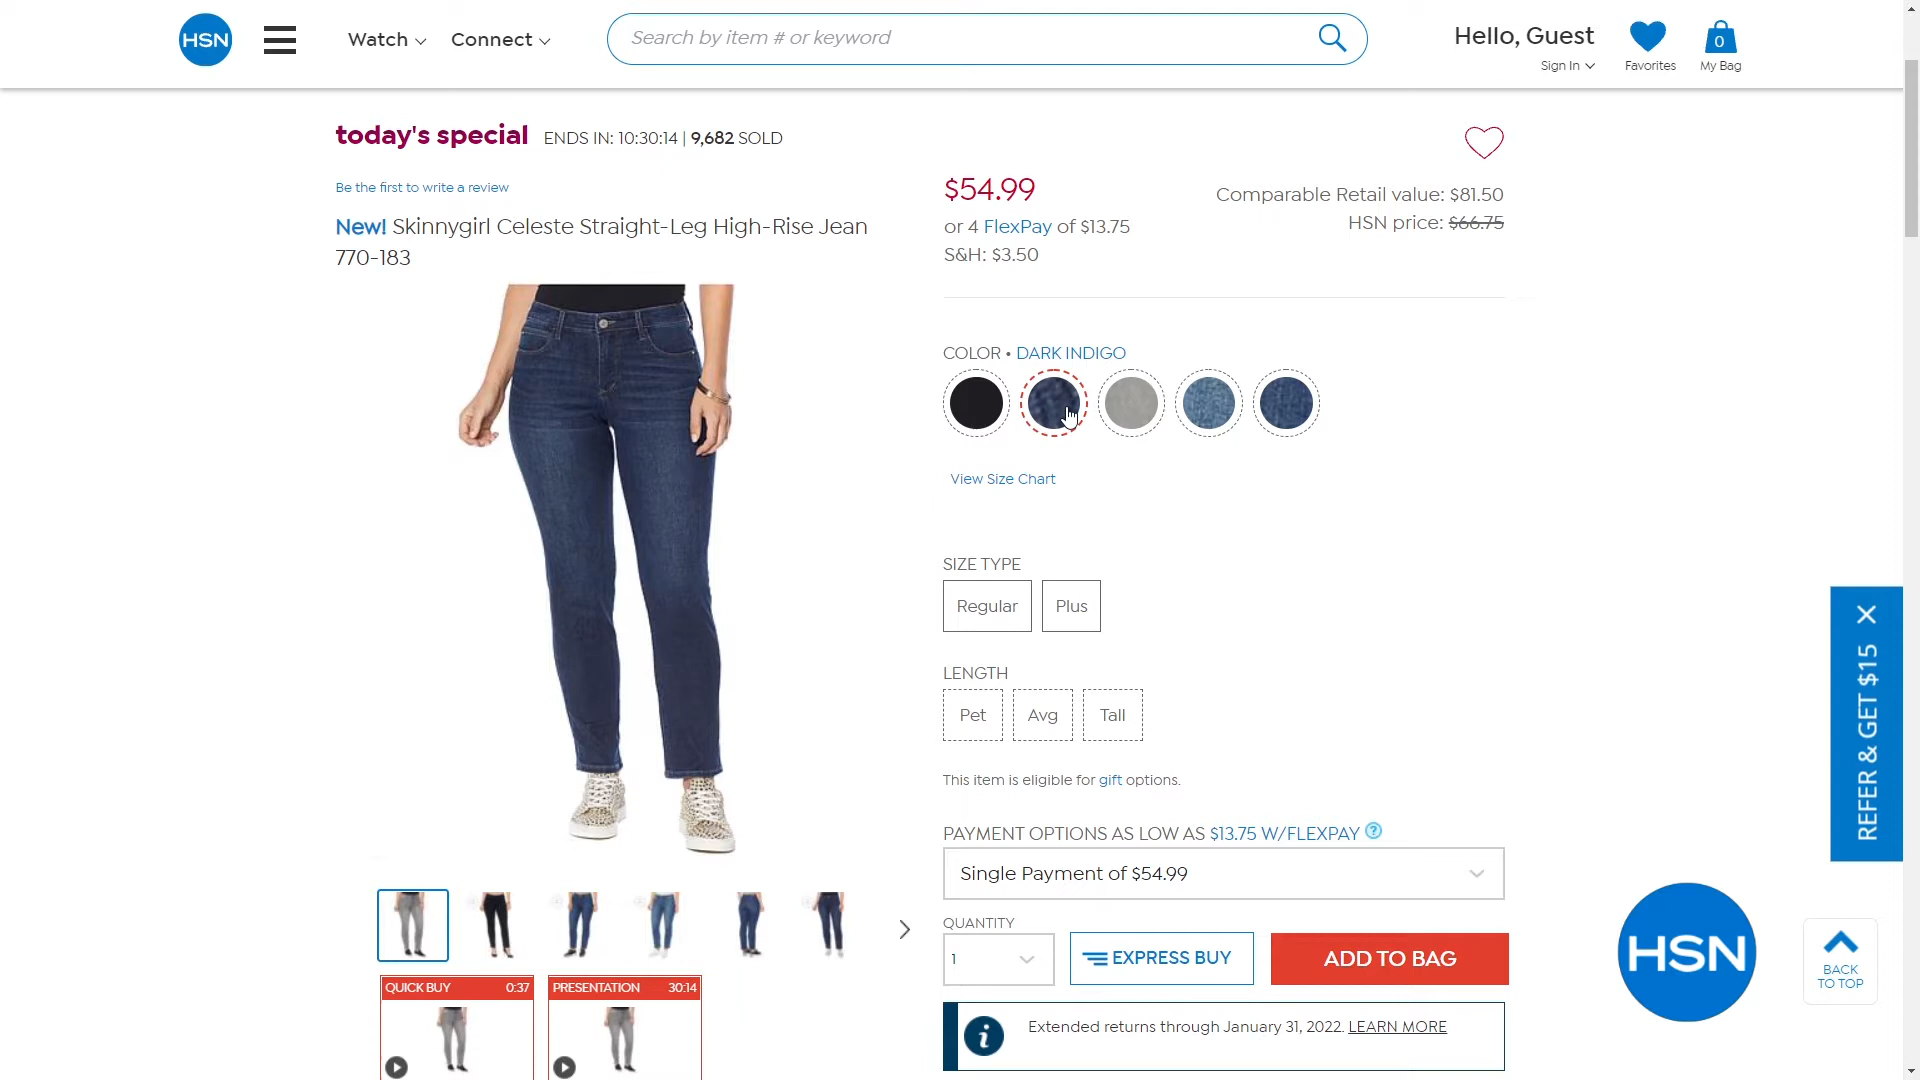 HSN
Watch
Connect
Search by item # or keyword
Hello, Guest
Sign In
Favorites
0
My Bag
today's special ENDS IN: 10:30:14 | 9,682 SOLD
Be the first to write a review
New! Skinnygirl Celeste Straight-Leg High-Rise Jean
770-183
$54.99
or 4 FlexPay of $13.75
S&H: $3.50
Comparable Retail value: $81.50
HSN price: $66.75
COLOR • DARK INDIGO
View Size Chart
SIZE TYPE
Regular
Plus
LENGTH
Pet
Avg
Tall
This item is eligible for gift options.
PAYMENT OPTIONS AS LOW AS $13.75 W/FLEXPAY ?
Single Payment of $54.99
QUANTITY
1
EXPRESS BUY
ADD TO BAG
i
Extended returns through January 31, 2022. LEARN MORE
QUICK BUY 0:37
PRESENTATION 30:14
REFER & GET $15 X
HSN
BACK
TO TOP